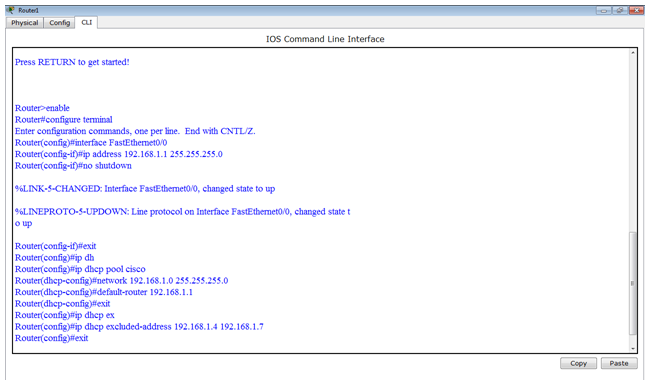 Router1
Physical Config CLI
IOS Command Line Interface
Press RETURN to get started!
Router>enable
Router#configure terminal
Enter configuration commands, one per line.  End with CNTL/Z.
Router(config)#interface FastEthernet0/0
Router(config-if)#ip address 192.168.1.1 255.255.255.0
Router(config-if)#no shutdown
%LINK-5-CHANGED: Interface FastEthernet0/0, changed state to up
%LINEPROTO-5-UPDOWN: Line protocol on Interface FastEthernet0/0, changed state t
o up
Router(config-if)#exit
Router(config)#ip dh
Router(config)#ip dhcp pool cisco
Router(dhcp-config)#network 192.168.1.0 255.255.255.0
Router(dhcp-config)#default-router 192.168.1.1
Router(dhcp-config)#exit
Router(config)#ip dhcp ex
Router(config)#ip dhcp excluded-address 192.168.1.4 192.168.1.7
Router(config)#exit
Copy Paste